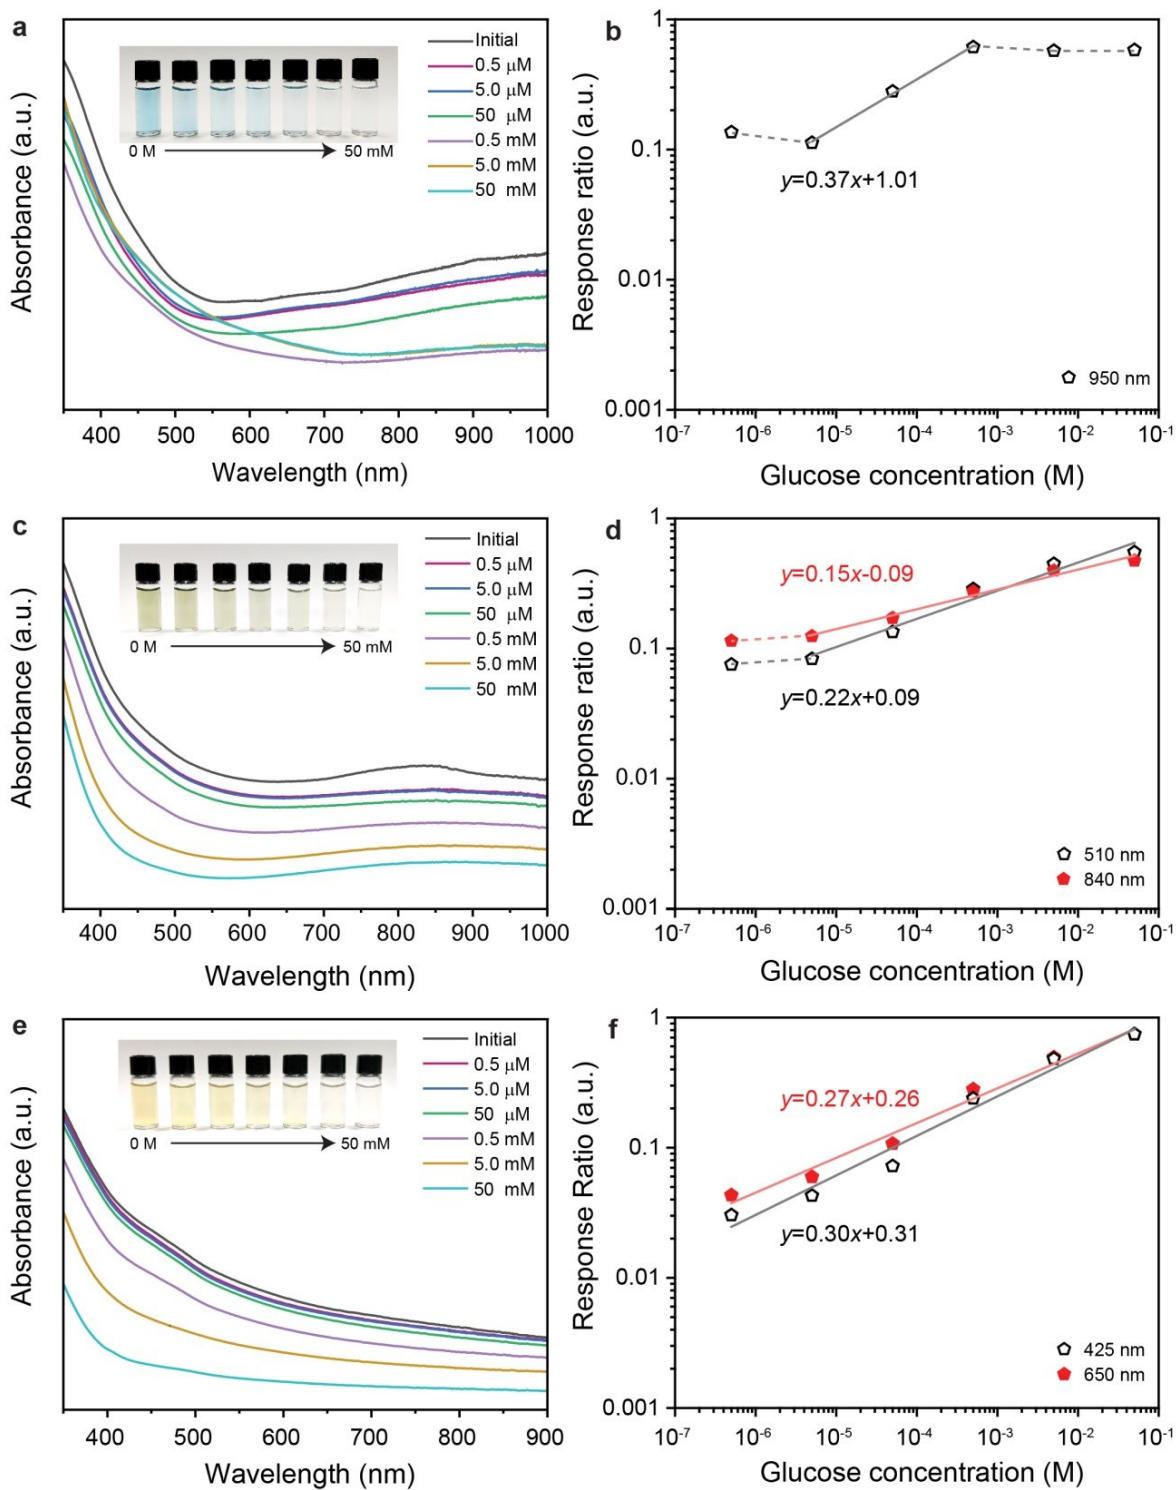 a
Absorbance (a.u.)
Initial
0.5 μM
5.0 μM
50 μM
0.5 mM
5.0 mM
50 mM
0 M
50 mM
400 500 600 700 800 900 1000
Wavelength (nm)
b
Response ratio (a.u.)
1
0.1
0.01
0.001
y=0.37x+1.01
950 nm
10⁻⁷ 10⁻⁶ 10⁻⁵ 10⁻⁴ 10⁻³ 10⁻² 10⁻¹
Glucose concentration (M)
c
Absorbance (a.u.)
Initial
0.5 μM
5.0 μM
50 μM
0.5 mM
5.0 mM
50 mM
0 M
50 mM
400 500 600 700 800 900 1000
Wavelength (nm)
d
Response ratio (a.u.)
1
0.1
0.01
0.001
y=0.15x-0.09
y=0.22x+0.09
510 nm
840 nm
10⁻⁷ 10⁻⁶ 10⁻⁵ 10⁻⁴ 10⁻³ 10⁻² 10⁻¹
Glucose concentration (M)
e
Absorbance (a.u.)
Initial
0.5 μM
5.0 μM
50 μM
0.5 mM
5.0 mM
50 mM
0 M
50 mM
400 500 600 700 800 900
Wavelength (nm)
f
Response Ratio (a.u.)
1
0.1
0.01
0.001
y=0.27x+0.26
y=0.30x+0.31
425 nm
650 nm
10⁻⁷ 10⁻⁶ 10⁻⁵ 10⁻⁴ 10⁻³ 10⁻² 10⁻¹
Glucose concentration (M)